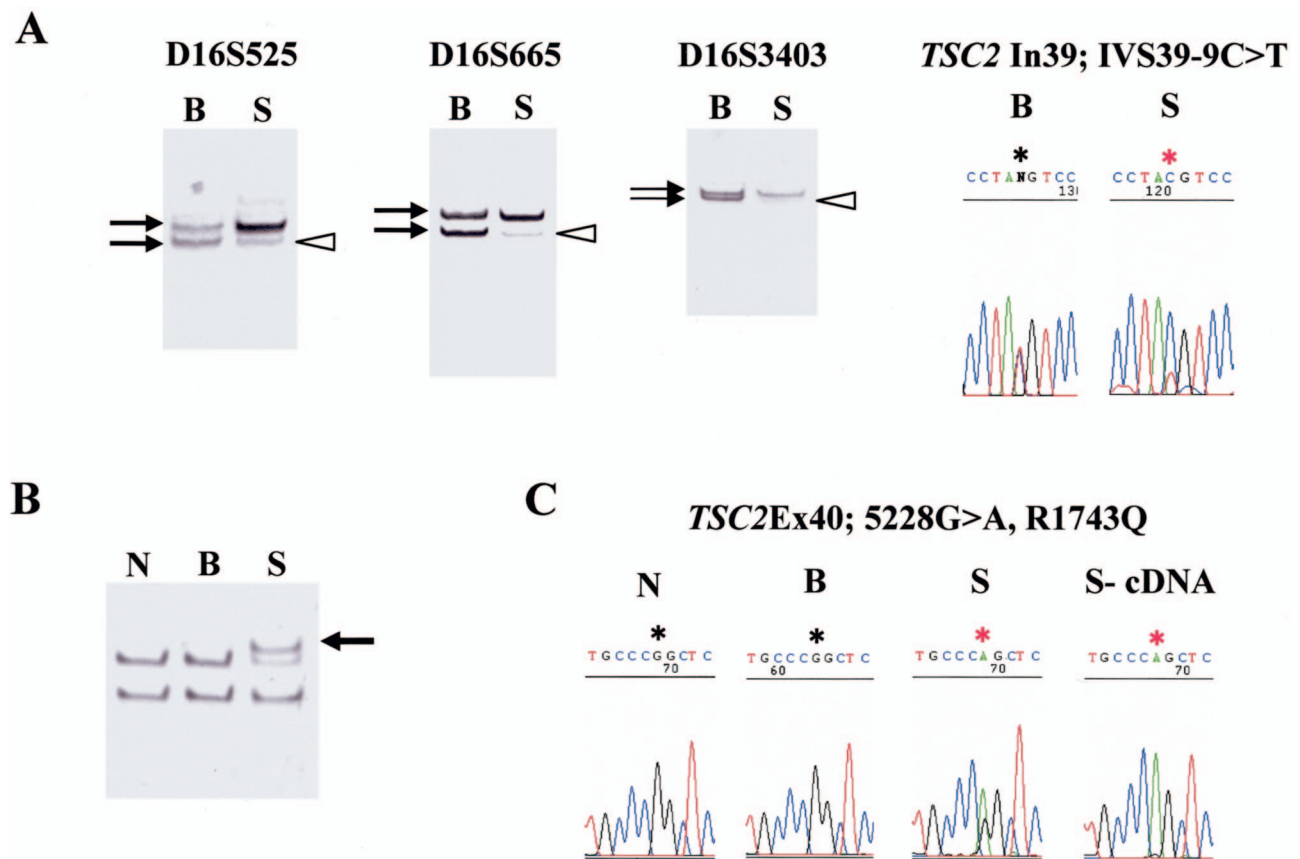 A
D16S525
B S
D16S665
B S
D16S3403
B S
TSC2 In39; IVS39-9C>T
B S
* *
CCTANGTCC
13
CCTACGTCC
120
B
N B S
C
TSC2Ex40; 5228G>A, R1743Q
N B S S- cDNA
* * * *
TGCCCGGCTC
70
TGCCCGGCTC
60
TGCCCAGCTC
70
TGCCCAGCTC
70